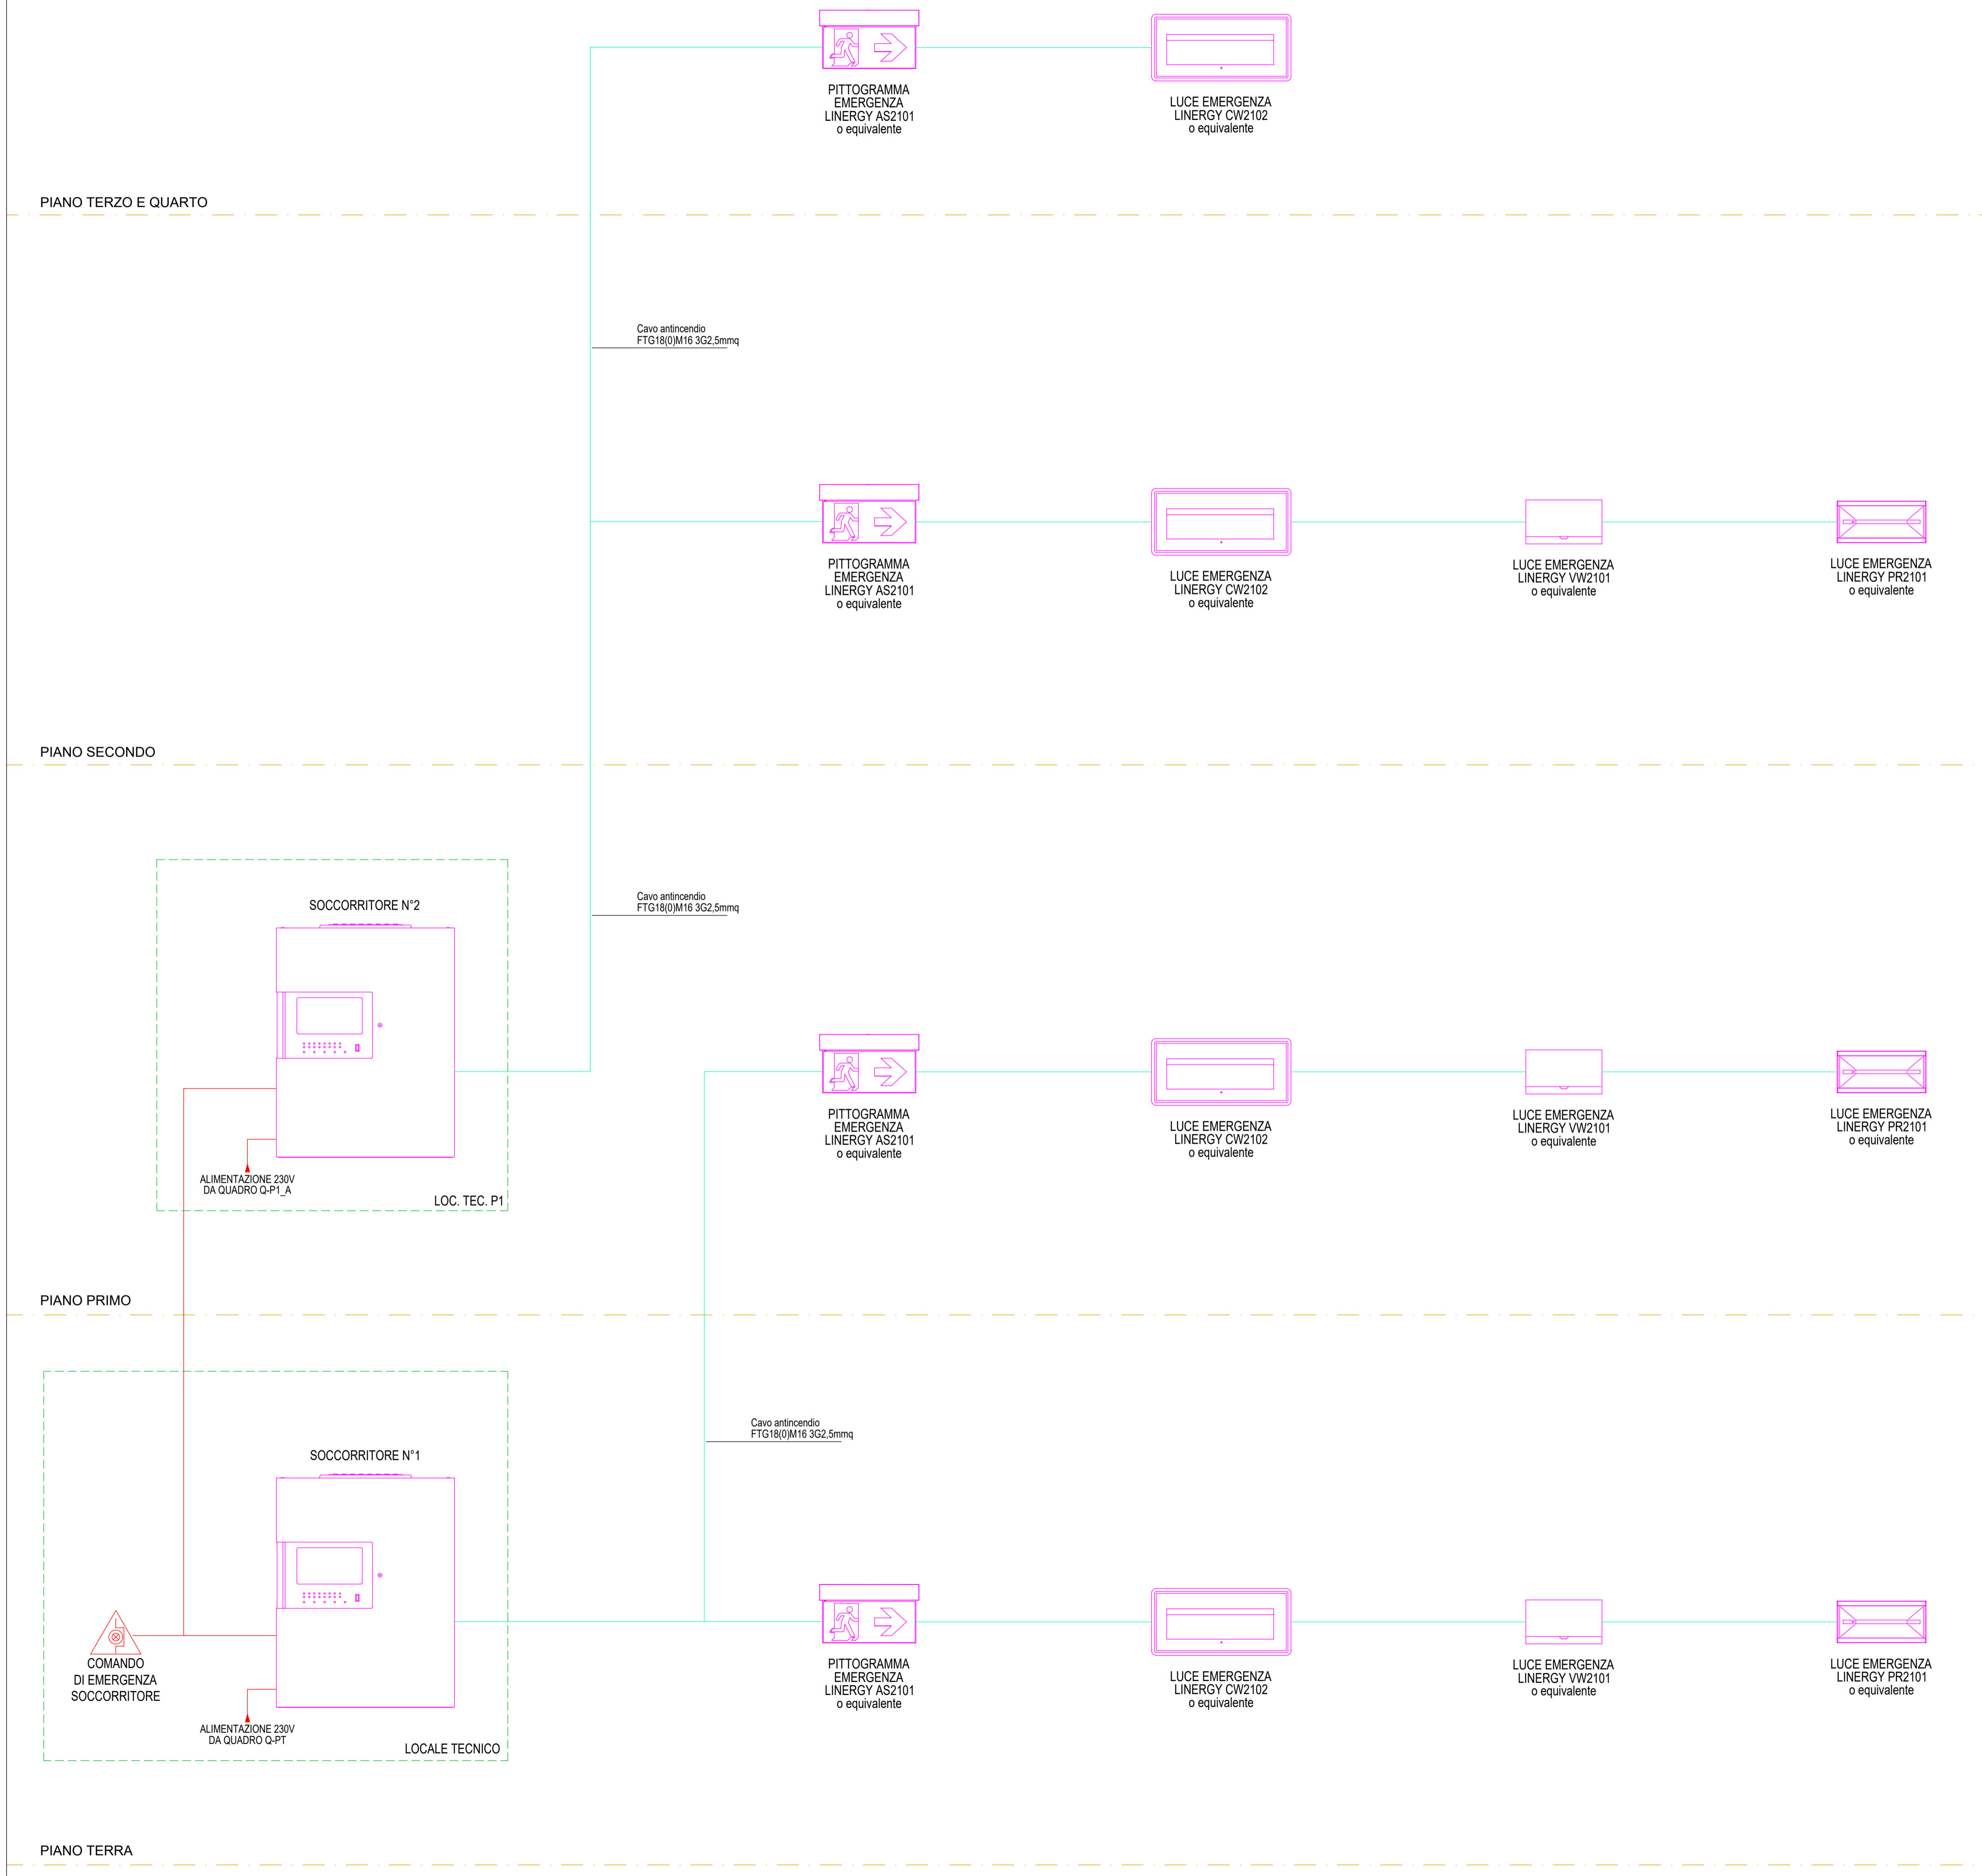 PITTOGRAMMA
EMERGENZA
LINERGY AS2101
o equivalente
LUCE EMERGENZA
LINERGY CW2102
o equivalente
PIANO TERZO E QUARTO
Cavo antincendio
FTG18(0)M16 3G2,5mmq
PITTOGRAMMA
EMERGENZA
LINERGY AS2101
o equivalente
LUCE EMERGENZA
LINERGY CW2102
o equivalente
LUCE EMERGENZA
LINERGY VW2101
o equivalente
LUCE EMERGENZA
LINERGY PR2101
o equivalente
PIANO SECONDO
SOCCORRITORE N°2
Cavo antincendio
FTG18(0)M16 3G2,5mmq
ALIMENTAZIONE 230V
DA QUADRO Q-P1_A
LOC. TEC. P1
PITTOGRAMMA
EMERGENZA
LINERGY AS2101
o equivalente
LUCE EMERGENZA
LINERGY CW2102
o equivalente
LUCE EMERGENZA
LINERGY VW2101
o equivalente
LUCE EMERGENZA
LINERGY PR2101
o equivalente
PIANO PRIMO
Cavo antincendio
FTG18(0)M16 3G2,5mmq
SOCCORRITORE N°1
COMANDO
DI EMERGENZA
SOCCORRITORE
ALIMENTAZIONE 230V
DA QUADRO Q-PT
LOCALE TECNICO
PITTOGRAMMA
EMERGENZA
LINERGY AS2101
o equivalente
LUCE EMERGENZA
LINERGY CW2102
o equivalente
LUCE EMERGENZA
LINERGY VW2101
o equivalente
LUCE EMERGENZA
LINERGY PR2101
o equivalente
PIANO TERRA